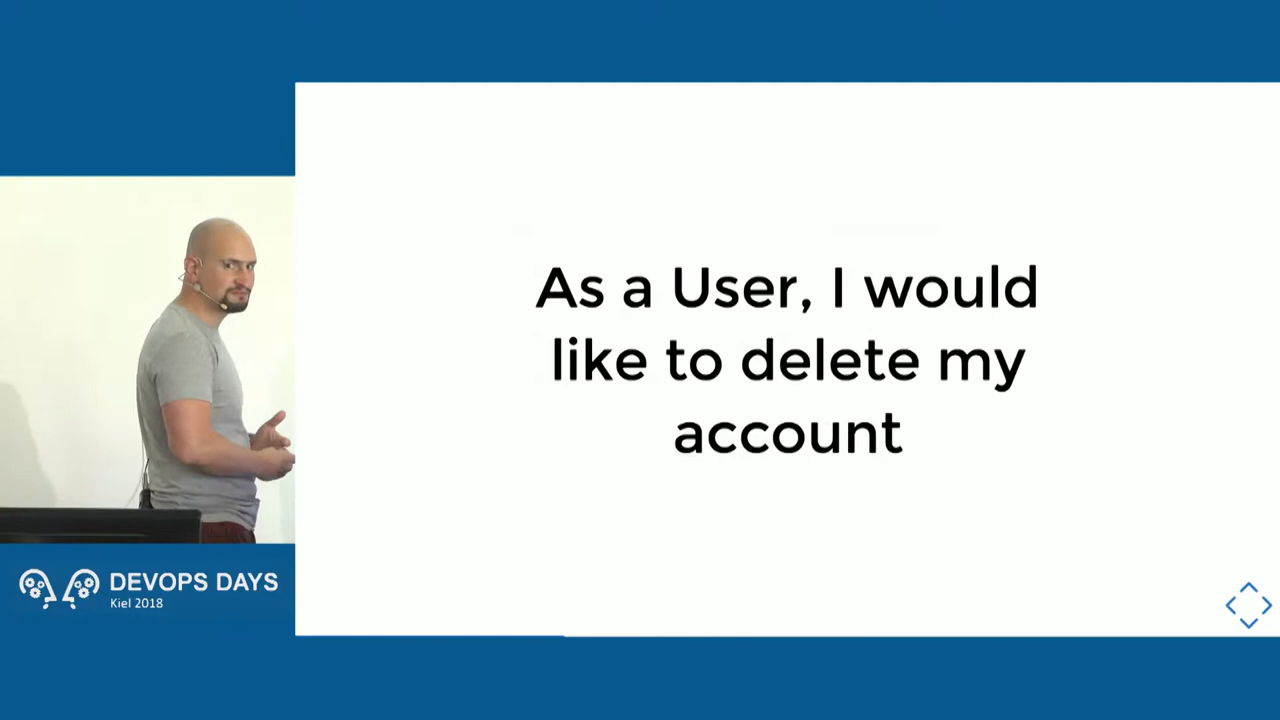 As a User, I would
like to delete my
account
DEVOPS DAYS
Kiel 2018